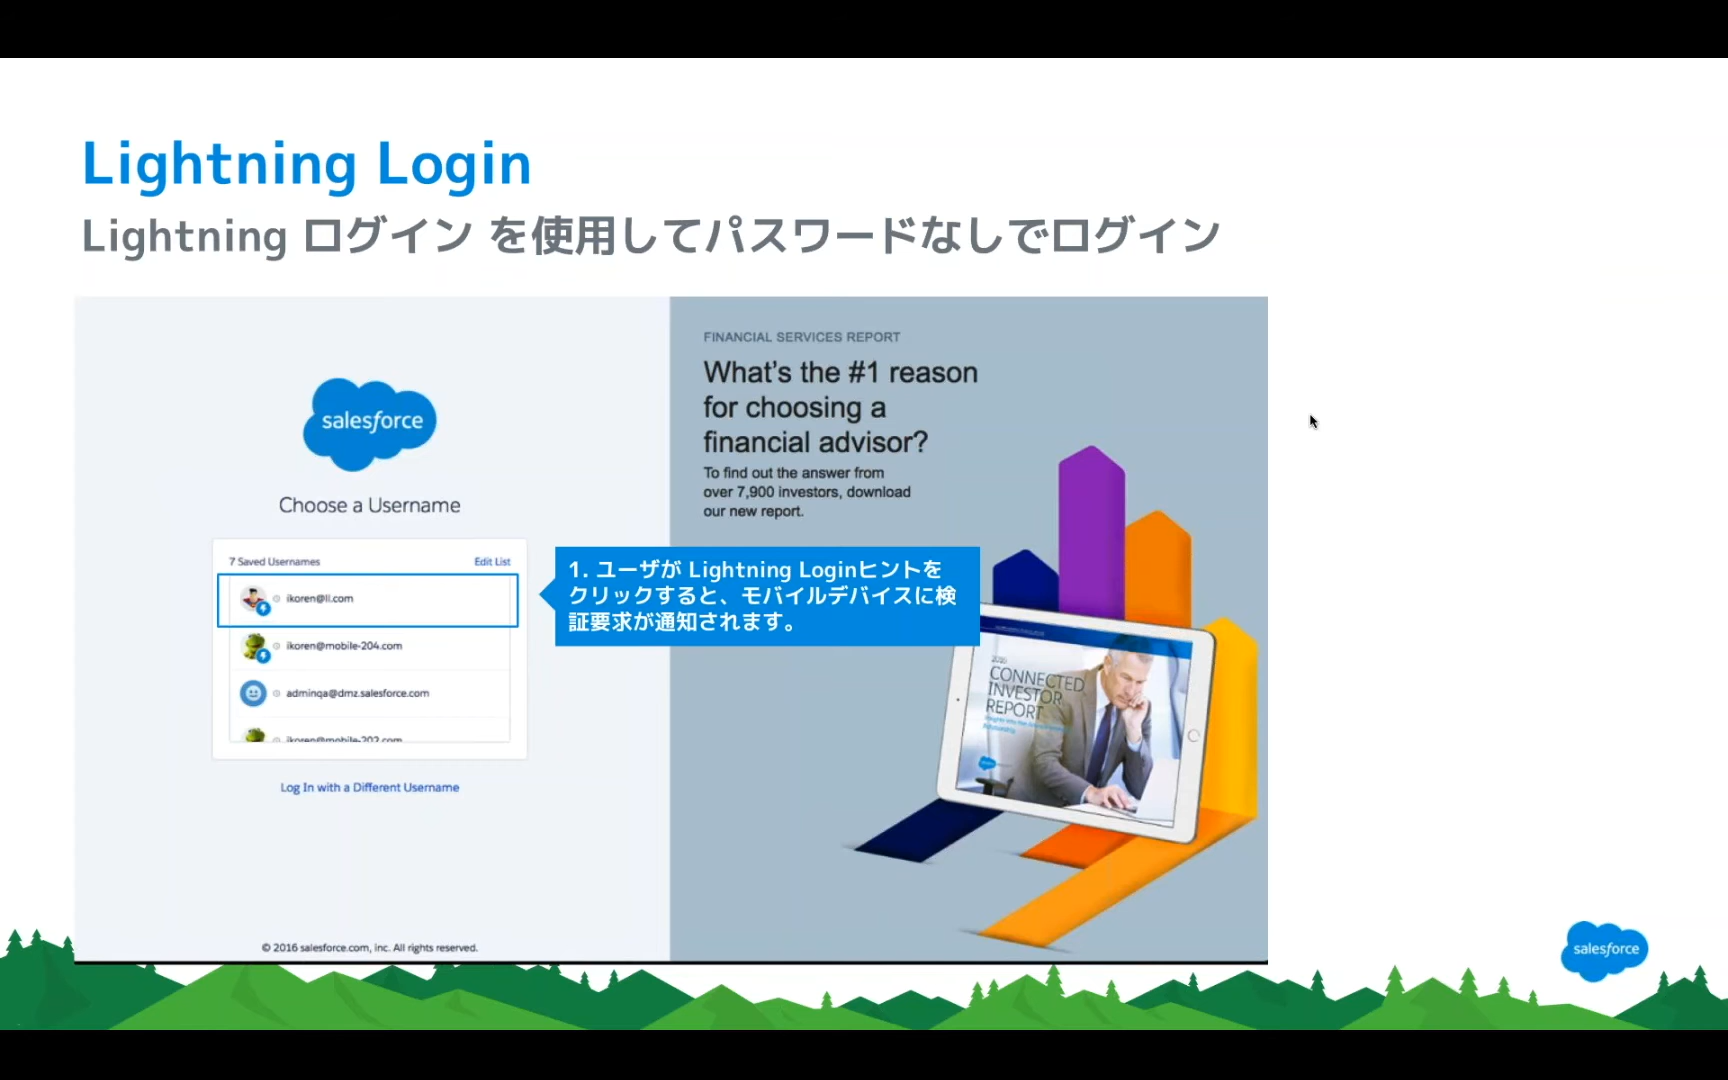 Lightning Login
Lightning ログイン を使用してパスワードなしでログイン
salesforce
Choose a Username
7 Saved Usernames
Edit List
ikoren@li.com
ikoren@mobile-204.com
adminqa@dmz.salesforce.com
ikoren@mobile-202.com
Log In with a Different Username
© 2016 salesforce.com, inc. All rights reserved.
FINANCIAL SERVICES REPORT
What's the #1 reason
for choosing a
financial advisor?
To find out the answer from
over 7,900 investors, download
our new report.
1. ユーザが Lightning Loginヒントを
クリックすると、モバイルデバイスに検
証要求が通知されます。
2016
CONNECTED
INVESTOR
REPORT
salesforce